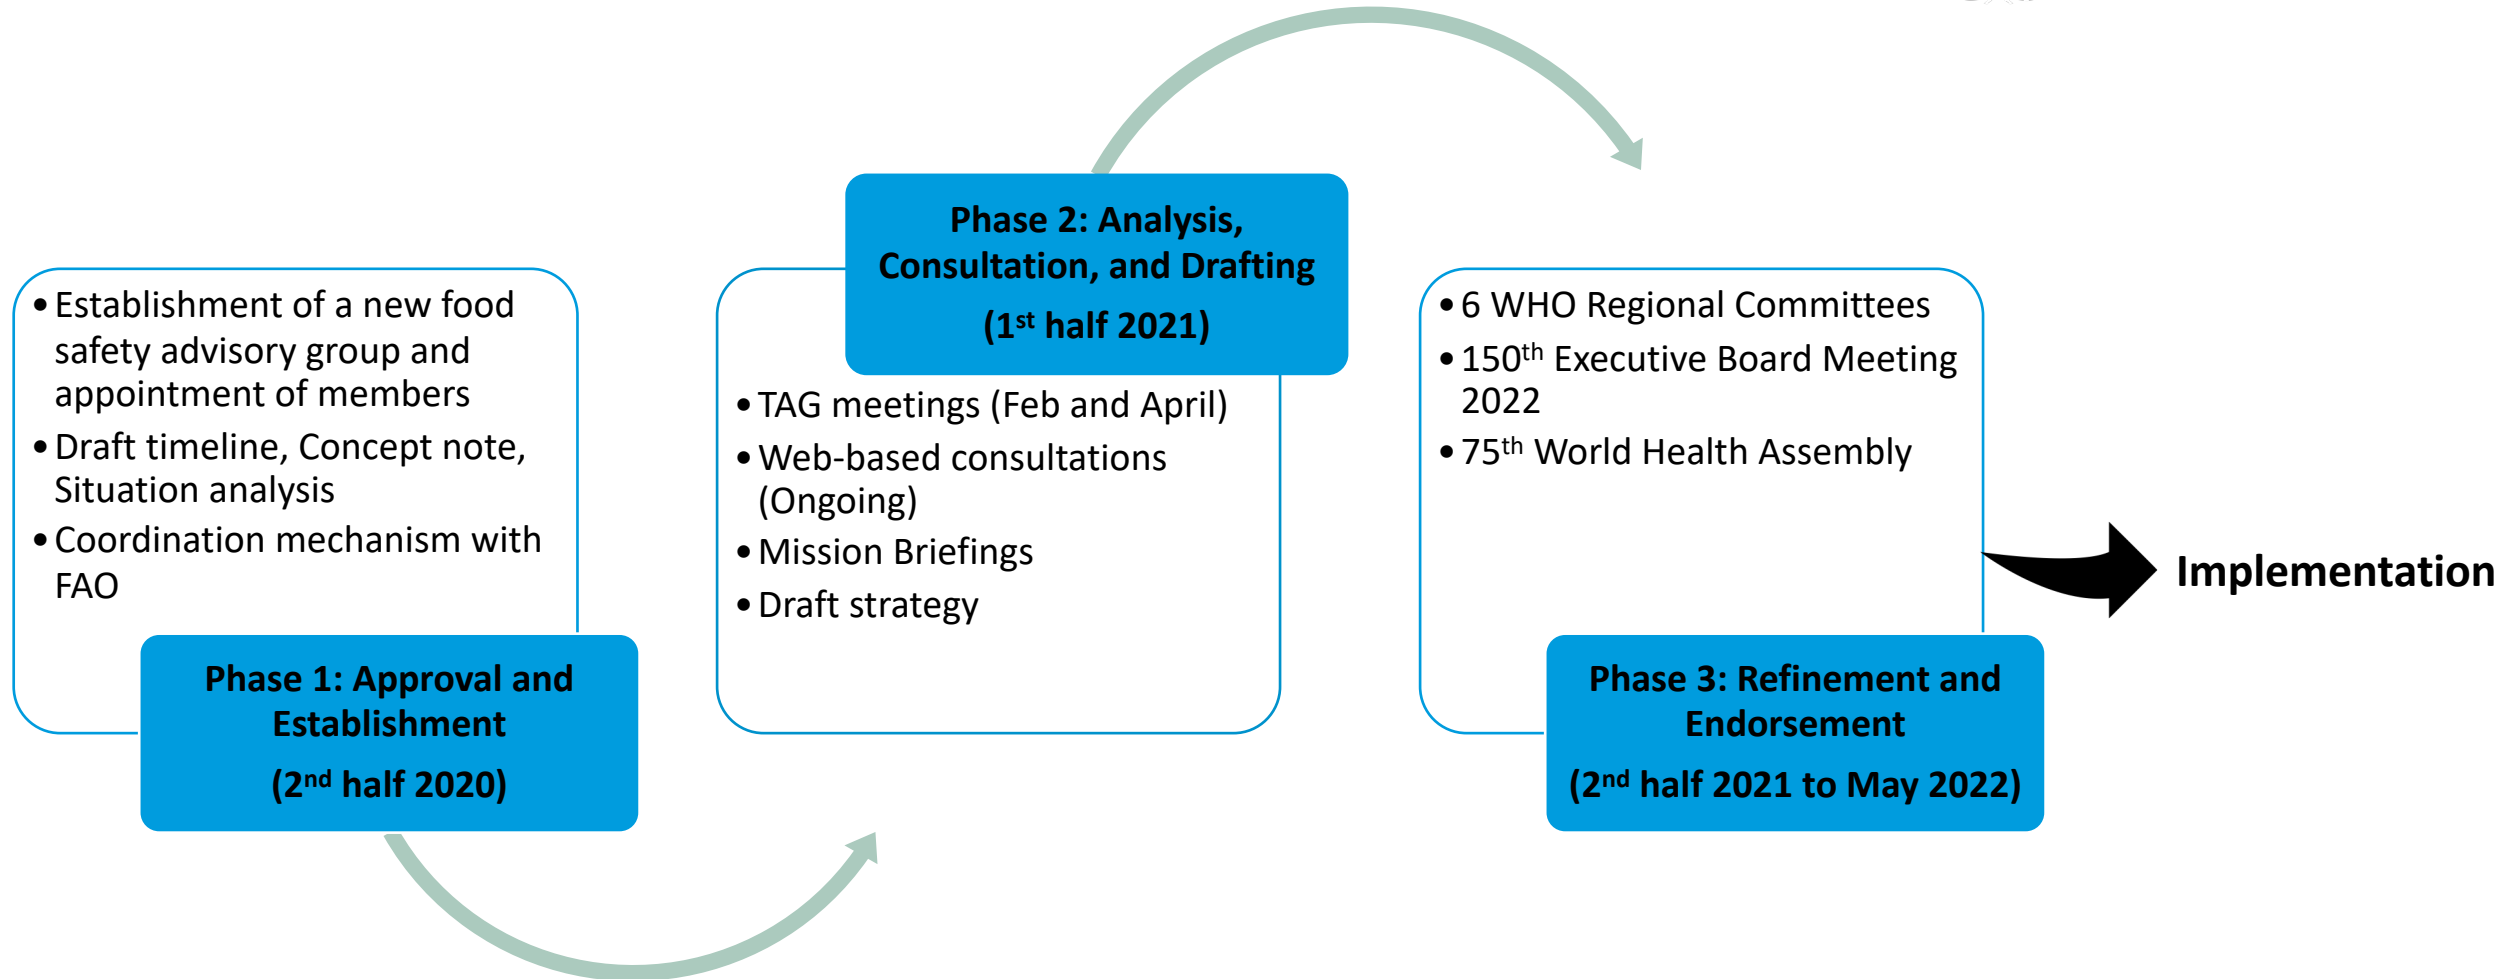 •Establishment of a new food
safety advisory group and
appointment of members
•Draft timeline, Concept note,
Situation analysis
•Coordination mechanism with
FAO
Phase 1: Approval and
Establishment
(2nd half 2020)
Phase 2: Analysis,
Consultation, and Drafting
(1st half 2021)
•TAG meetings (Feb and April)
•Web-based consultations
(Ongoing)
•Mission Briefings
•Draft strategy
•6 WHO Regional Committees
•150th Executive Board Meeting
2022
•75th World Health Assembly
Phase 3: Refinement and
Endorsement
(2nd half 2021 to May 2022)
Implementation